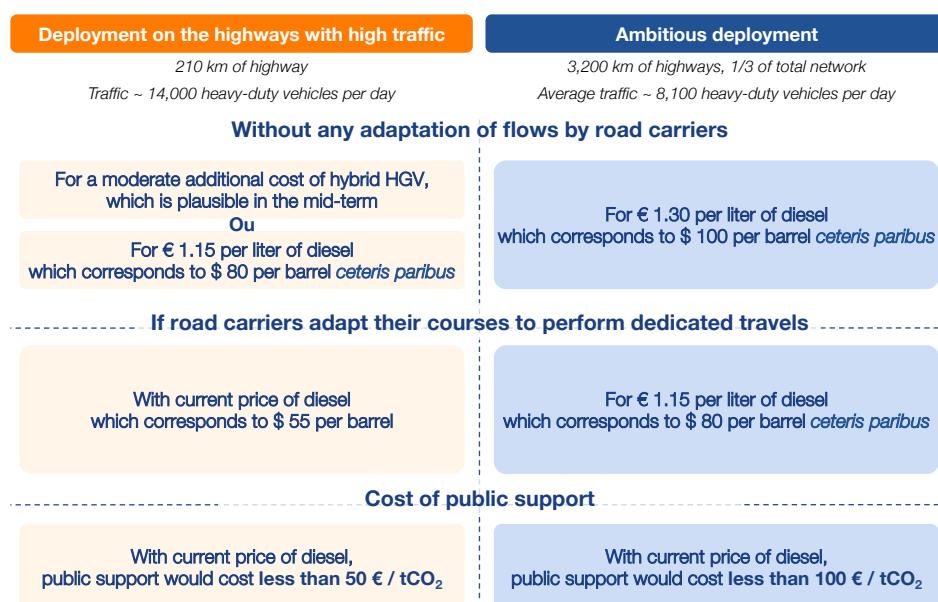 Deployment on the highways with high traffic
210 km of highway
Traffic ~ 14,000 heavy-duty vehicles per day
Ambitious deployment
3,200 km of highways, 1/3 of total network
Average traffic ~ 8,100 heavy-duty vehicles per day
Without any adaptation of flows by road carriers
For a moderate additional cost of hybrid HGV,
which is plausible in the mid-term
Ou
For € 1.15 per liter of diesel
which corresponds to $ 80 per barrel ceteris paribus
For € 1.30 per liter of diesel
which corresponds to $ 100 per barrel ceteris paribus
If road carriers adapt their courses to perform dedicated travels
With current price of diesel
which corresponds to $ 55 per barrel
For € 1.15 per liter of diesel
which corresponds to $ 80 per barrel ceteris paribus
Cost of public support
With current price of diesel,
public support would cost less than 50 € / tCO₂
With current price of diesel,
public support would cost less than 100 € / tCO₂